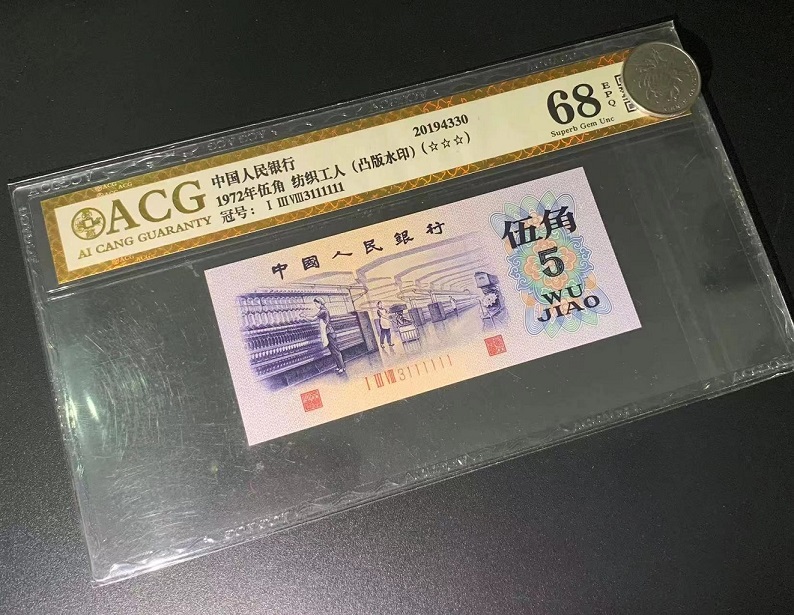 ACG
AI CANG GUARANTY
中国人民银行
1972年伍角 纺织工人（凸版水印）（☆☆☆）
冠号： I III VIII 3111111
20194330
68
EPQ
Superb Gem Unc
中國人民銀行
伍角
5
WU
JIAO
I III VIII 3111111